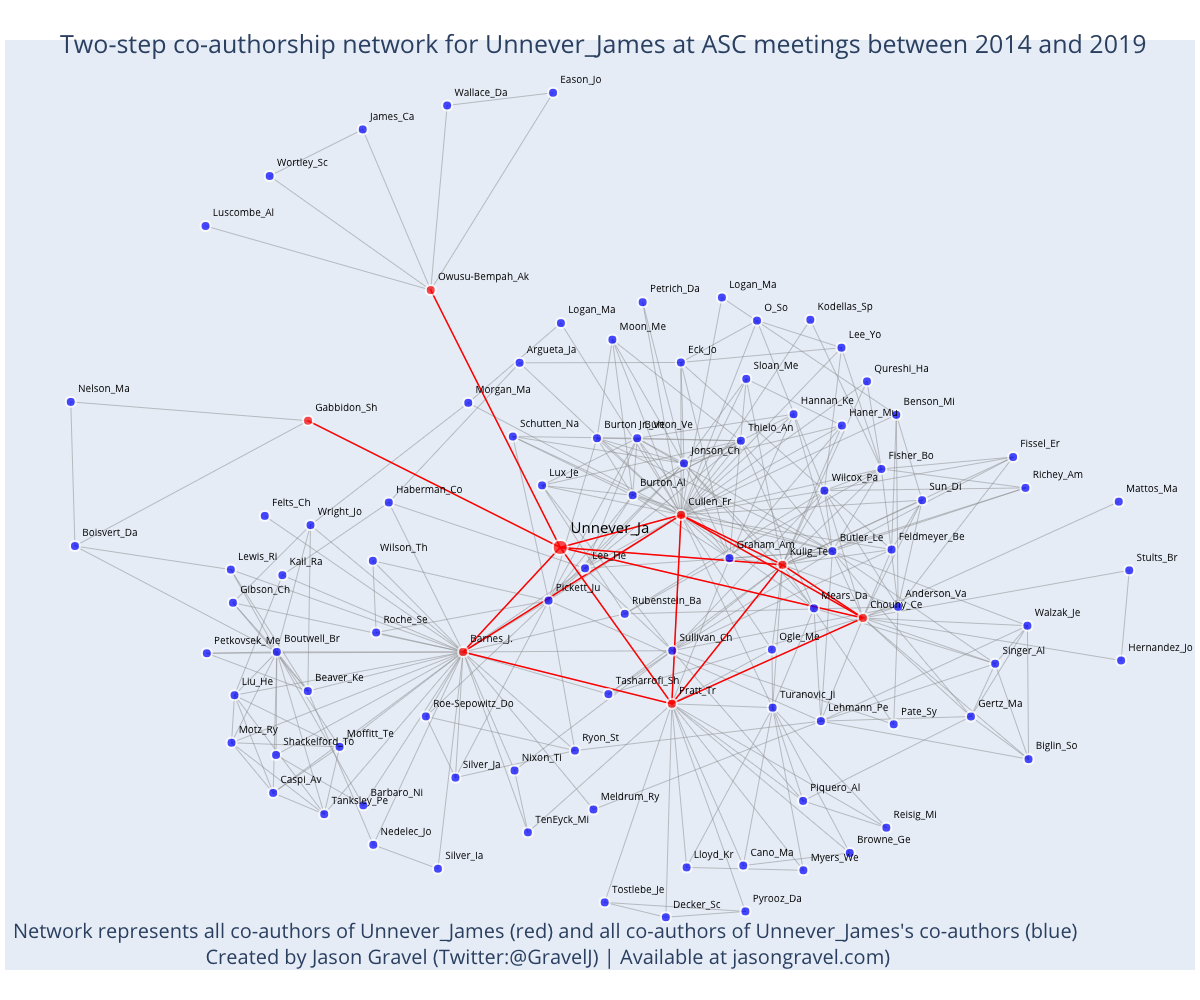 Two-step co-authorship network for Unnever_James at ASC meetings between 2014 and 2019
Eason_Jo
Wallace_Da
James_Ca
Wortley_Sc
Luscombe_Al
Owusu-Bempah_Ak
Logan_Ma
Petrich_Da
O_So
Kodellas_Sp
Logan_Ma
Moon_Me
Lee_Yo
Argueta_Ja
Eck_Jo
Sloan_Me
Qureshi_Ha
Nelson_Ma
Morgan_Ma
Gabbidon_Sh
Hannan_Ke
Benson_Mi
Haner_Mu
Schutten_Na
Thielo_An
Jonson_Ch
Fissel_Er
Fisher_Bo
Lux_Je
Burton_Al
Wilcox_Pa
Sun_Di
Richey_Am
Mattos_Ma
Haberman_Co
Cullen_Fr
Felts_Ch
Wright_Jo
Unnever_Ja
Boisvert_Da
Butler_Le
Feldmeyer_Be
Graham_Am
Kulig_Te
Lewis_Ri
Kail_Ra
Wilson_Th
Lee_He
Stults_Br
Gibson_Ch
Pickett_Ju
Rubenstein_Ba
Mears_Da
Chouhy_Ce
Anderson_Va
Roche_Se
Walzak_Je
Petkovsek_Me
Boutwell_Br
Barnes_J.
Sullivan_Ch
Ogle_Me
Singer_Al
Hernandez_Jo
Liu_He
Beaver_Ke
Tasharrofi_Sh
Pratt_Tr
Turanovic_Ji
Roe-Sepowitz_Do
Lehmann_Pe
Pate_Sy
Gertz_Ma
Motz_Ry
Shackelford_To
Moffitt_Te
Ryon_St
Biglin_So
Caspi_Av
Silver_Ja
Nixon_Ti
Tanksley_Pe
Barbaro_Ni
Meldrum_Ry
Piquero_Al
TenEyck_Mi
Reisig_Mi
Nedelec_Jo
Browne_Ge
Silver_Ia
Lloyd_Kr
Cano_Ma
Myers_We
Tostlebe_Je
Decker_Sc
Pyrooz_Da
Network represents all co-authors of Unnever_James (red) and all co-authors of Unnever_James's co-authors (blue)
Created by Jason Gravel (Twitter:@GravelJ) | Available at jasongravel.com)